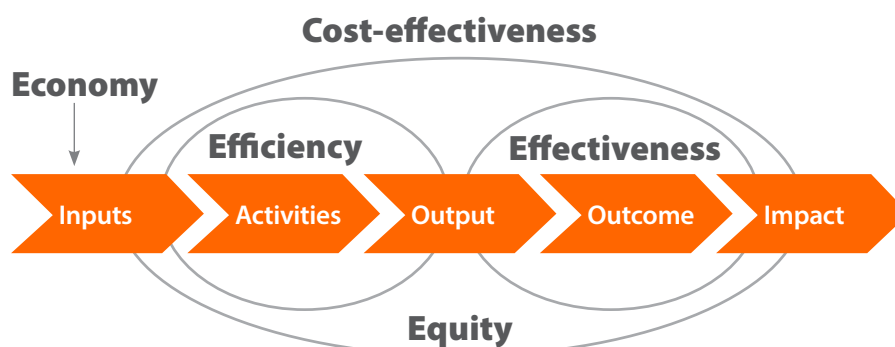 Cost-effectiveness
Economy
Efficiency
Effectiveness
Inputs
Activities
Output
Outcome
Impact
Equity